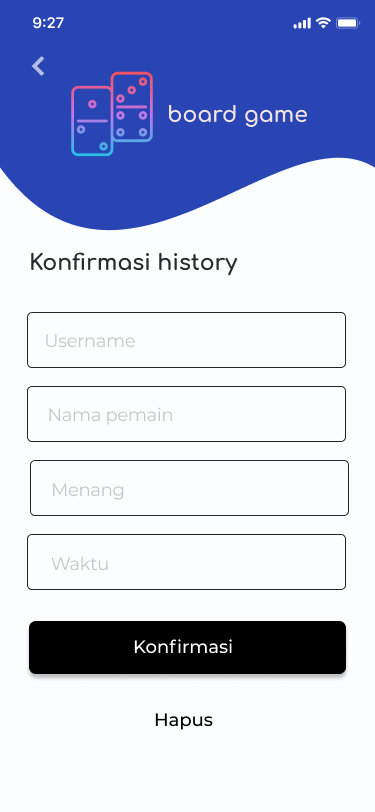 9:27
board game
Konfirmasi history
Username
Nama pemain
Menang
Waktu
Konfirmasi
Hapus